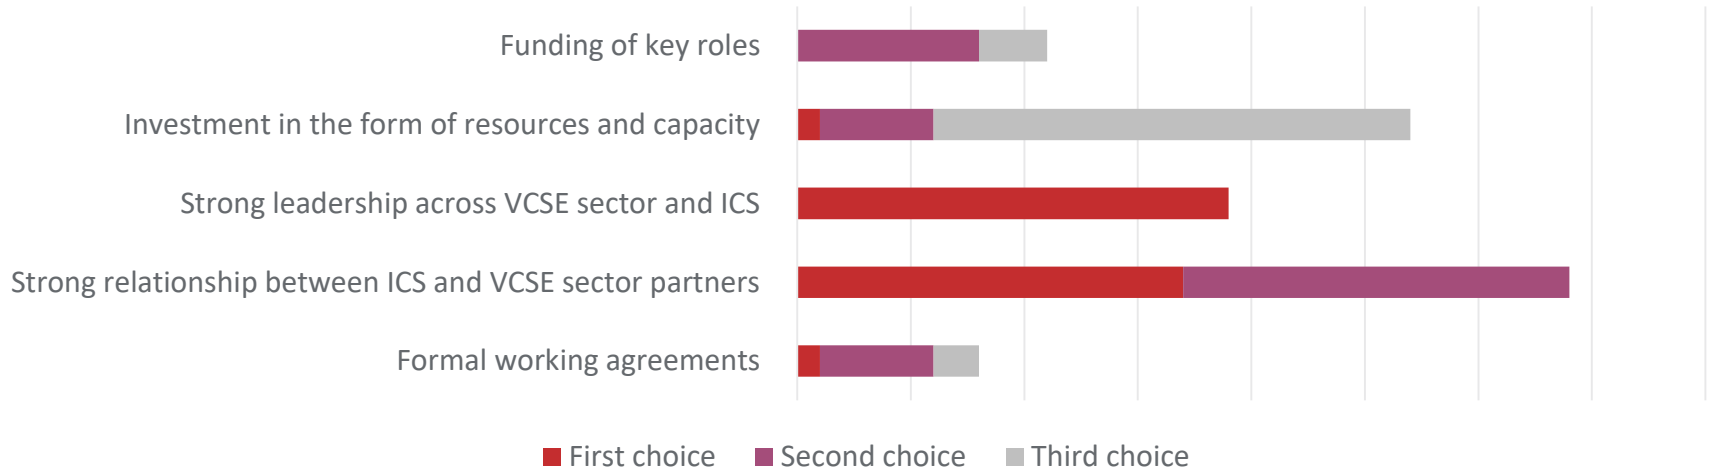 Funding of key roles
Investment in the form of resources and capacity
Strong leadership across VCSE sector and ICS
Strong relationship between ICS and VCSE sector partners
Formal working agreements
First choice Second choice Third choice